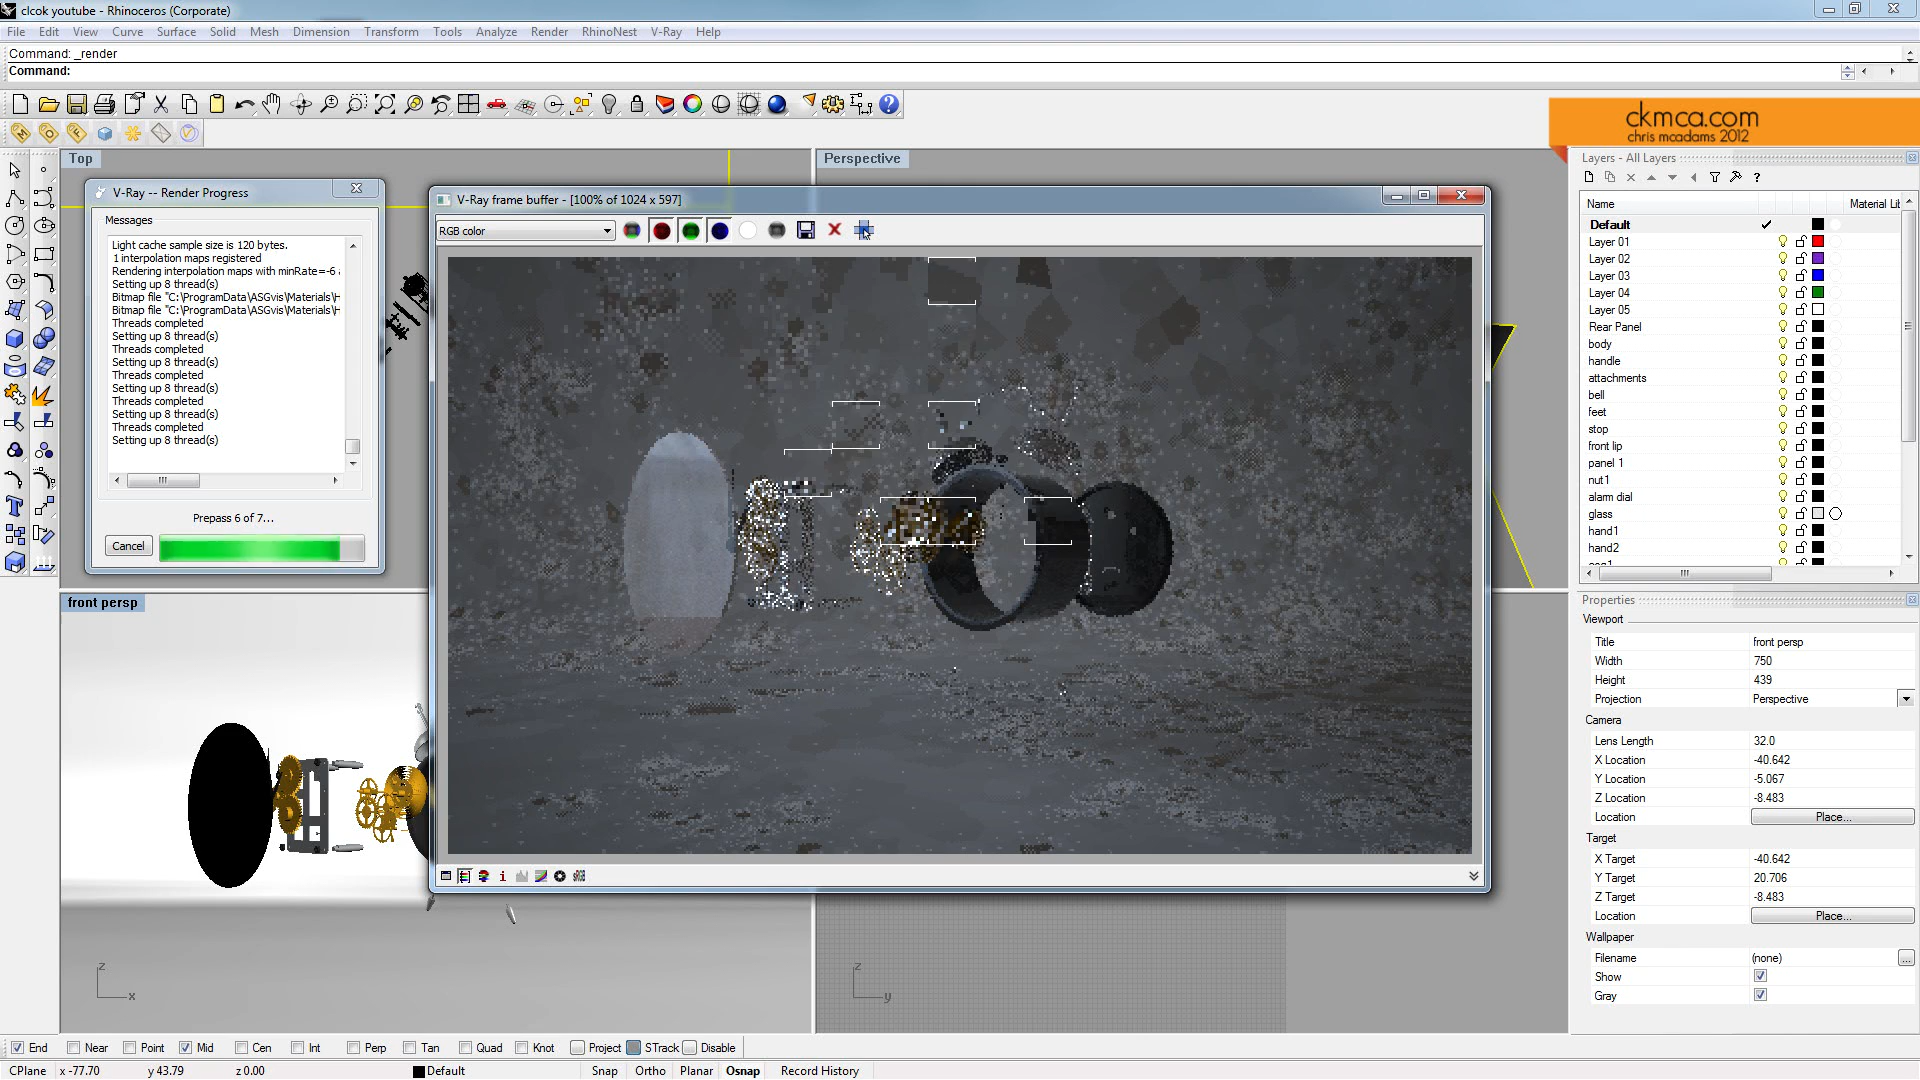 clcok youtube - Rhinoceros (Corporate)
File Edit View Curve Surface Solid Mesh Dimension Transform Tools Analyze Render RhinoNest V-Ray Help
Command: _render
Command:
ckmca.com
chris mcadams 2012
Top
Perspective
V-Ray -- Render Progress
Messages
Light cache sample size is 120 bytes.
1 interpolation maps registered
Rendering interpolation maps with minRate=-6
Setting up 8 thread(s)
Bitmap file "C:\ProgramData\ASGvis\Materials\H
Bitmap file "C:\ProgramData\ASGvis\Materials\H
Threads completed
Setting up 8 thread(s)
Threads completed
Setting up 8 thread(s)
Threads completed
Setting up 8 thread(s)
Threads completed
Setting up 8 thread(s)
Threads completed
Setting up 8 thread(s)
Prepass 6 of 7...
Cancel
V-Ray frame buffer - [100% of 1024 x 597]
RGB color
front persp
z
x
z
y
Layers - All Layers
Name Material Lit
Default
Layer 01
Layer 02
Layer 03
Layer 04
Layer 05
Rear Panel
body
handle
attachments
bell
feet
stop
front lip
panel 1
nut1
alarm dial
glass
hand1
hand2
Properties
Viewport
Title front persp
Width 750
Height 439
Projection Perspective
Camera
Lens Length 32.0
X Location -40.642
Y Location -5.067
Z Location -8.483
Location Place...
Target
X Target -40.642
Y Target 20.706
Z Target -8.483
Location Place...
Wallpaper
Filename (none) ...
Show
Gray
End Near Point Mid Cen Int Perp Tan Quad Knot Project STrack Disable
CPlane x -77.70 y 43.79 z 0.00 Default Snap Ortho Planar Osnap Record History